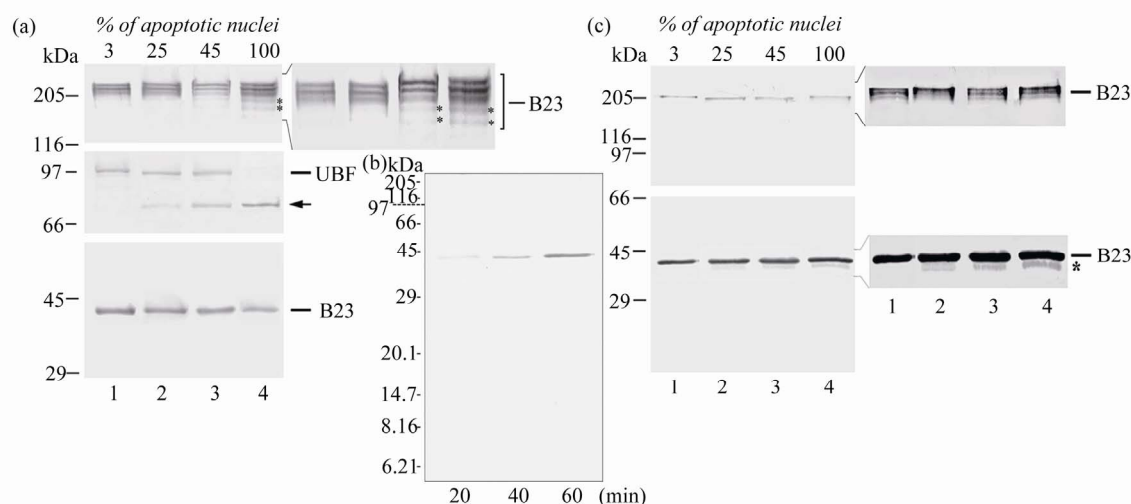 (a)
% of apoptotic nuclei
kDa 3 25 45 100
205
*
*
*
*
*
*
B23
116
97
UBF
66
45
B23
29
1 2 3 4
(b) kDa
205
116
97
66
45
29
20.1
14.7
8.16
6.21
20 40 60 (min)
(c)
% of apoptotic nuclei
kDa 3 25 45 100
205
B23
116
97
66
45
B23
*
29
1 2 3 4
1 2 3 4